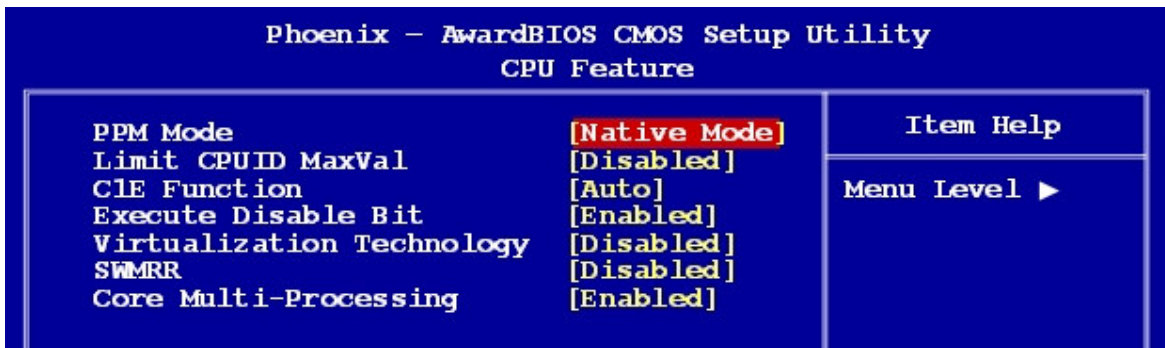 Phoenix – AwardBIOS CMOS Setup Utility
CPU Feature
PPM Mode [Native Mode]
Limit CPUID MaxVal [Disabled]
C1E Function [Auto]
Execute Disable Bit [Enabled]
Virtualization Technology [Disabled]
SWMRR [Disabled]
Core Multi-Processing [Enabled]
Item Help
Menu Level ▶